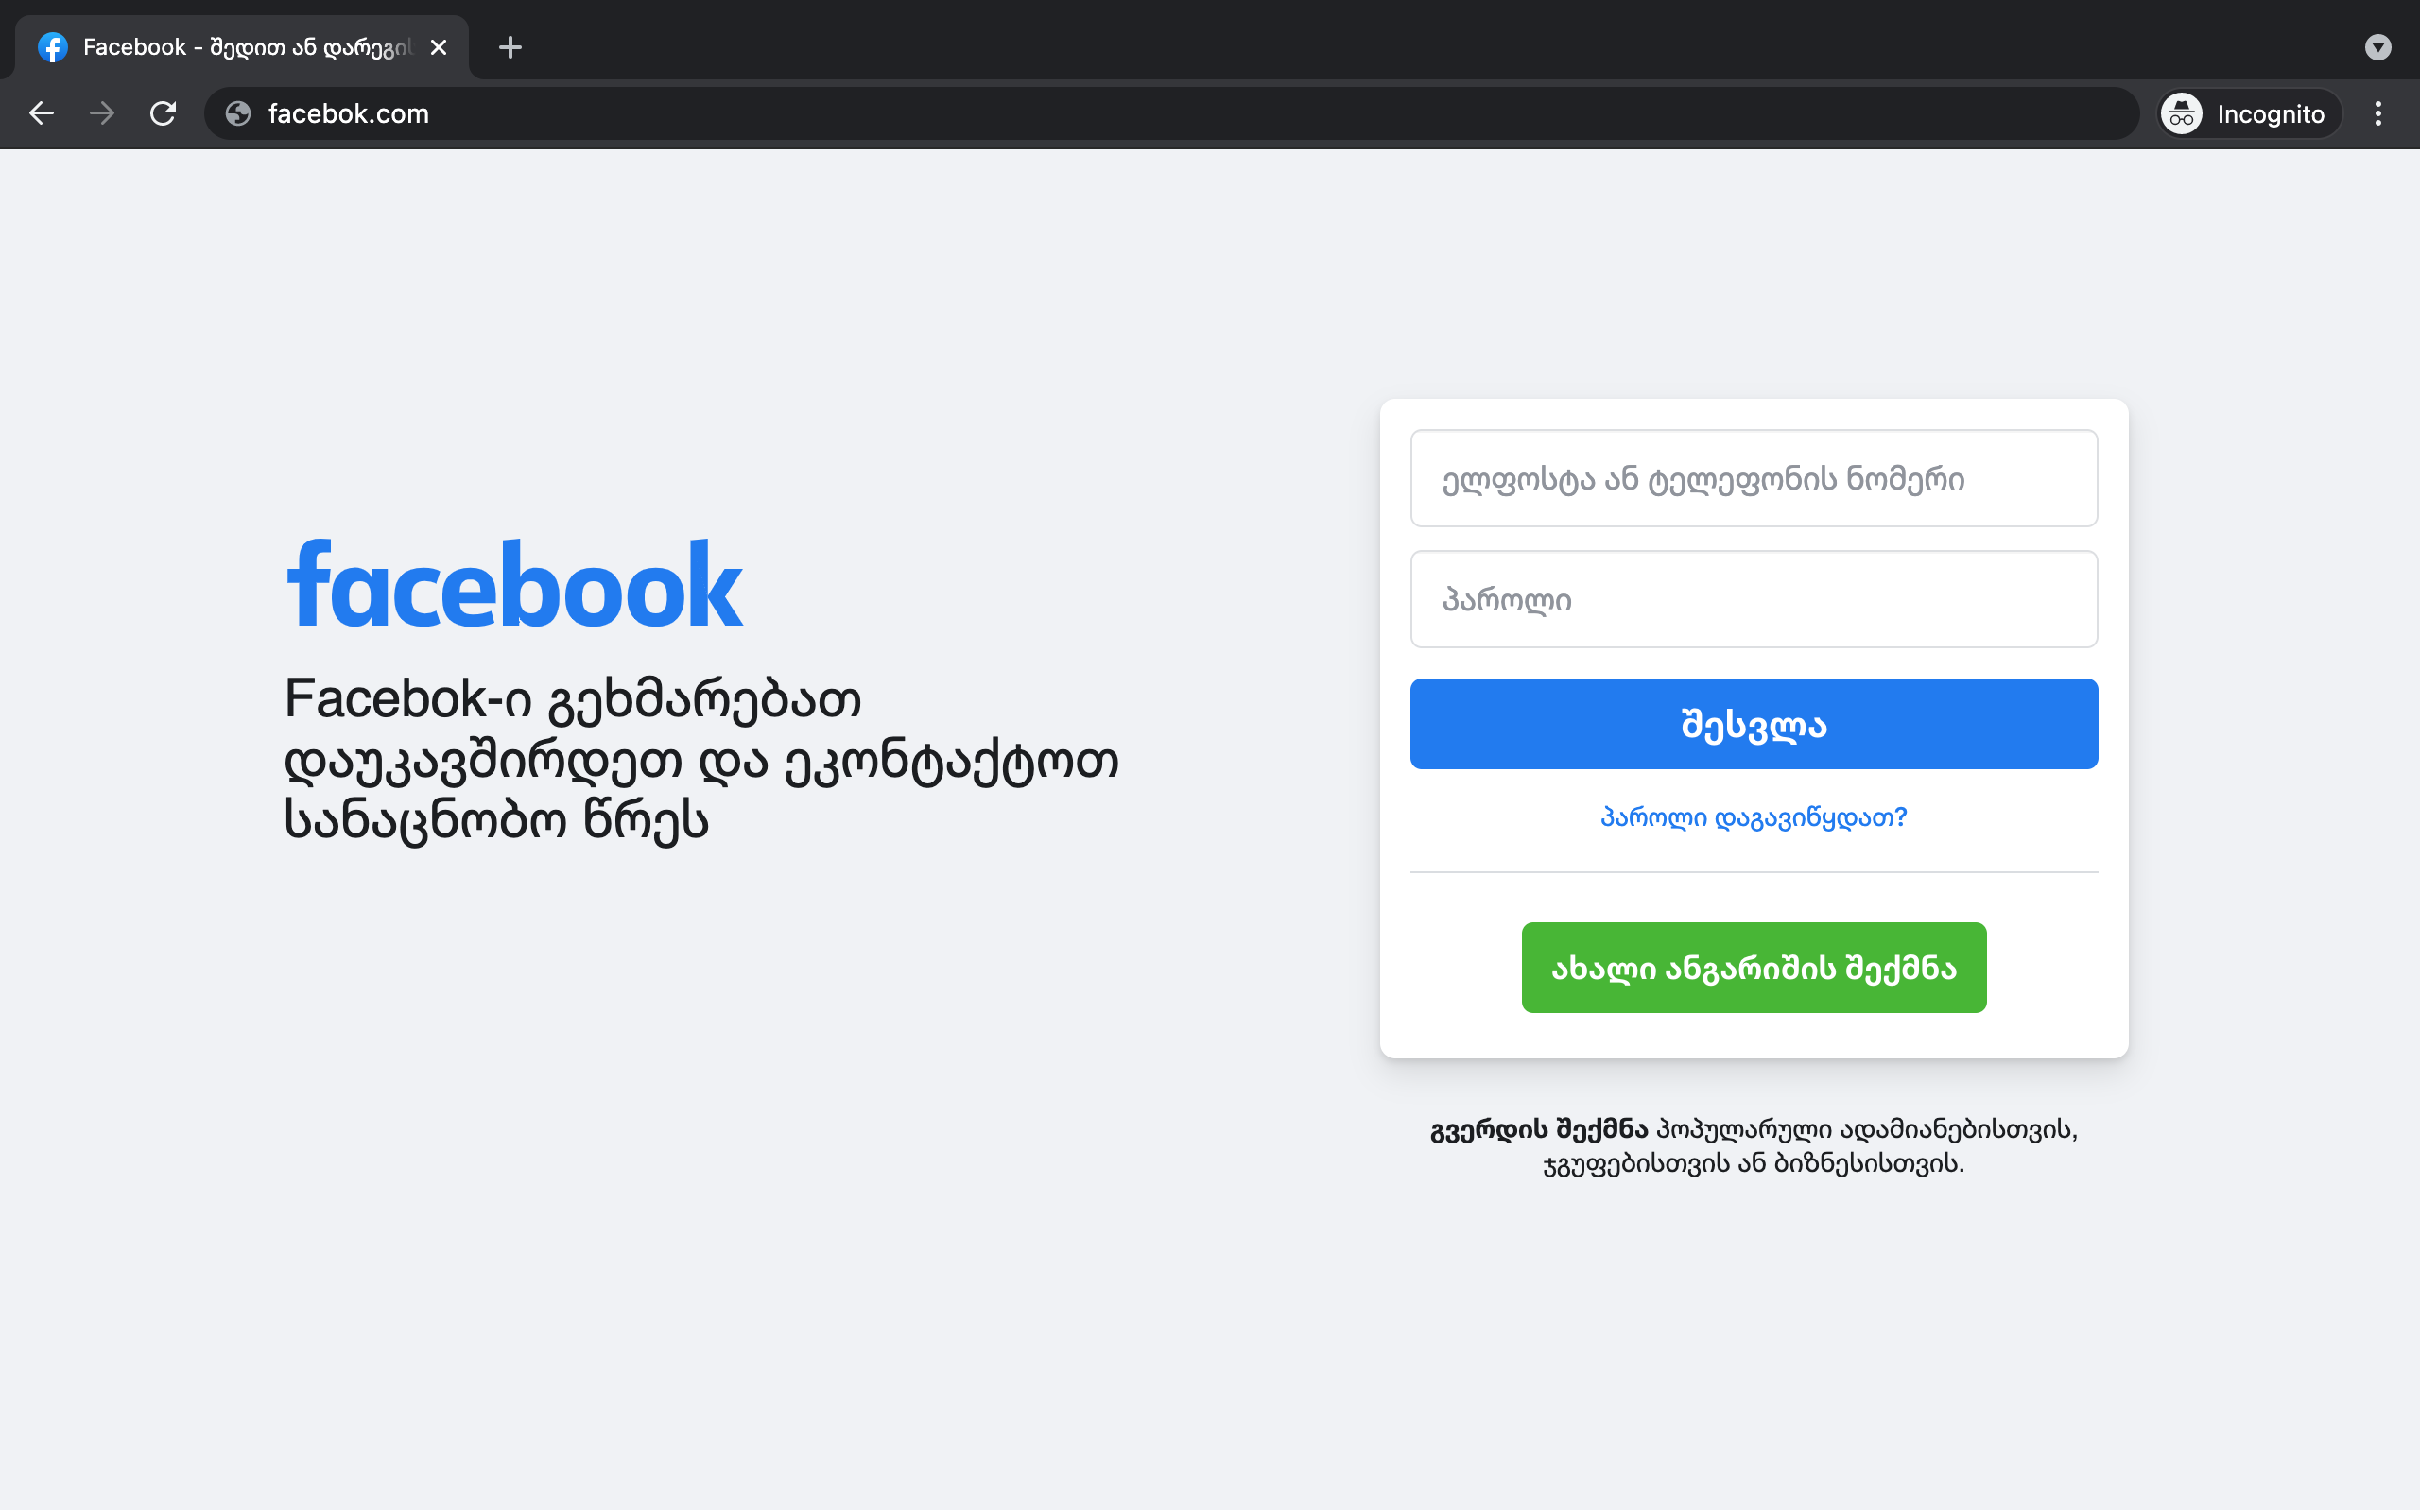 Facebook - შედით ან დარეგის
facebok.com
Incognito
ელფოსტა ან ტელეფონის ნომერი
პაროლი
შესვლა
პაროლი დაგავიწყდათ?
ახალი ანგარიშის შექმნა
გვერდის შექმნა პოპულარული ადამიანებისთვის,
ჯგუფებისთვის ან ბიზნესისთვის.
facebook
Facebok-ი გეხმარებათ
დაუკავშირდეთ და ეკონტაქტოთ
სანაცნობო წრეს